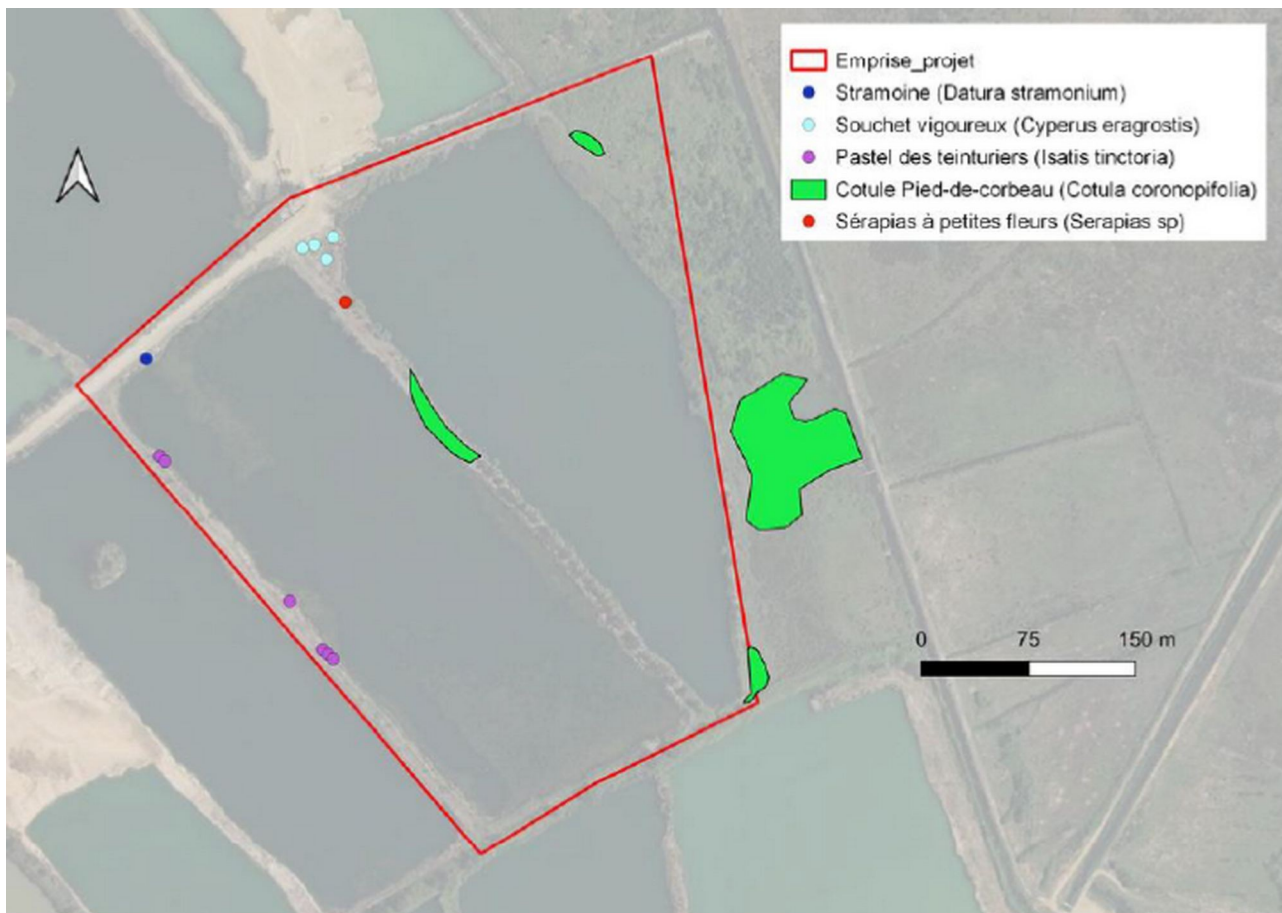 Emprise_projet
Stramoine (Datura stramonium)
Souchet vigoureux (Cyperus eragrostis)
Pastel des teinturiers (Isatis tinctoria)
Cotule Pied-de-corbeau (Cotula coronopifolia)
Sérapias à petites fleurs (Serapias sp)
0 75 150 m